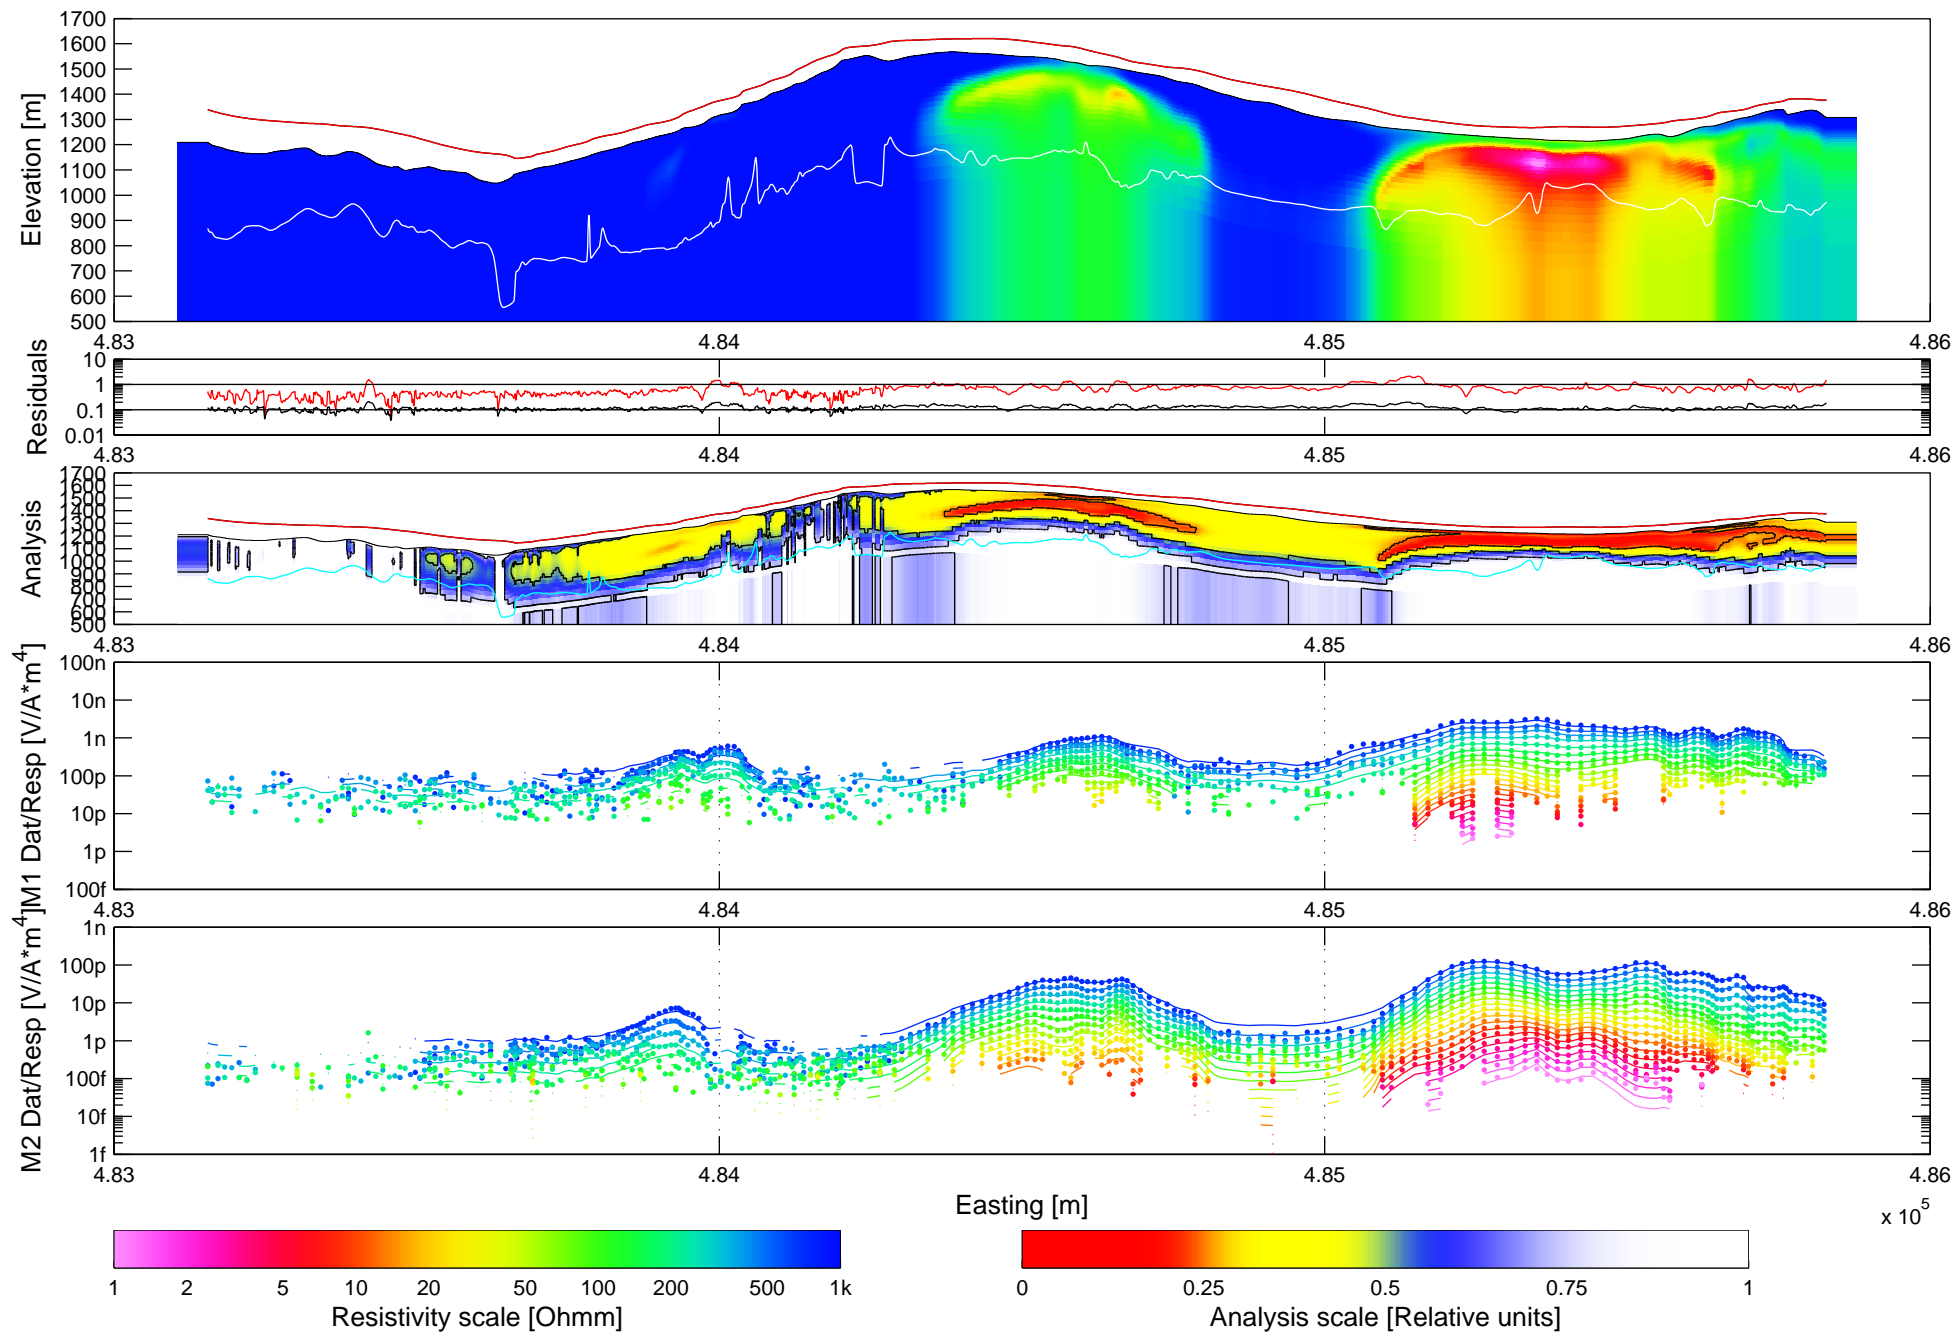 1700
1600
1500
1400
1300
1200
1100
1000
900
800
700
600
500
Elevation [m]
4.83 4.84 4.85 4.86
10
1
0.1
0.01
Residuals
4.83 4.84 4.85 4.86
1700
1600
1500
1400
1300
1200
1100
1000
900
800
700
600
500
Analysis
4.83 4.84 4.85 4.86
100n
10n
1n
100p
10p
1p
100f
M1 Dat/Resp [V/A*m^4]
4.83 4.84 4.85 4.86
1n
100p
10p
1p
100f
10f
1f
M2 Dat/Resp [V/A*m^4]
4.83 4.84 4.85 4.86
Easting [m]
x 10^5
1 2 5 10 20 50 100 200 500 1k
Resistivity scale [Ohmm]
0 0.25 0.5 0.75 1
Analysis scale [Relative units]